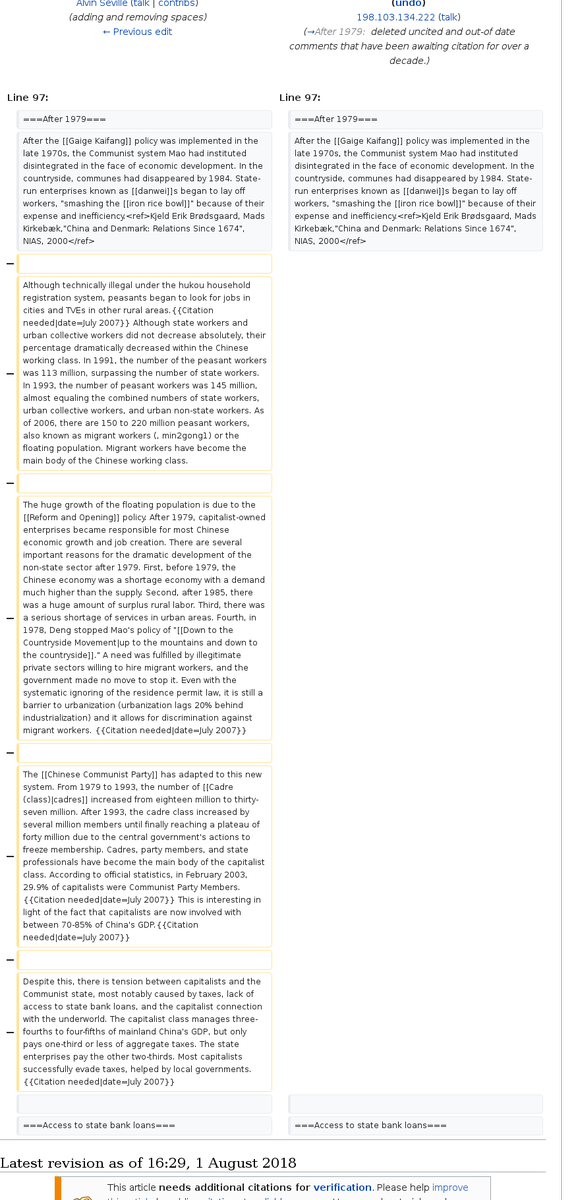 Alvin Seville (talk | contribs)
(adding and removing spaces)
← Previous edit
(undo)
198.103.134.222 (talk)
(→After 1979: deleted uncited and out-of date
comments that have been awaiting citation for over a
decade.)
Line 97:
===After 1979===
After the [[Gaige Kaifang]] policy was implemented in the
late 1970s, the Communist system Mao had instituted
disintegrated in the face of economic development. In the
countryside, communes had disappeared by 1984. State-
run enterprises known as [[danwei]]s began to lay off
workers, "smashing the [[iron rice bowl]]" because of their
expense and inefficiency.<ref>Kjeld Erik Brødsgaard, Mads
Kirkebæk,"China and Denmark: Relations Since 1674",
NIAS, 2000</ref>
Line 97:
===After 1979===
After the [[Gaige Kaifang]] policy was implemented in the
late 1970s, the Communist system Mao had instituted
disintegrated in the face of economic development. In the
countryside, communes had disappeared by 1984. State-
run enterprises known as [[danwei]]s began to lay off
workers, "smashing the [[iron rice bowl]]" because of their
expense and inefficiency.<ref>Kjeld Erik Brødsgaard, Mads
Kirkebæk,"China and Denmark: Relations Since 1674",
NIAS, 2000</ref>
−
−
Although technically illegal under the hukou household
registration system, peasants began to look for jobs in
cities and TVEs in other rural areas.{{Citation
needed|date=July 2007}} Although state workers and
urban collective workers did not decrease absolutely, their
percentage dramatically decreased within the Chinese
working class. In 1991, the number of the peasant workers
was 113 million, surpassing the number of state workers.
In 1993, the number of peasant workers was 145 million,
almost equaling the combined numbers of state workers,
urban collective workers, and urban non-state workers. As
of 2006, there are 150 to 220 million peasant workers,
also known as migrant workers (, min2gong1) or the
floating population. Migrant workers have become the
main body of the Chinese working class.
−
−
The huge growth of the floating population is due to the
[[Reform and Opening]] policy. After 1979, capitalist-owned
enterprises became responsible for most Chinese
economic growth and job creation. There are several
important reasons for the dramatic development of the
non-state sector after 1979. First, before 1979, the
Chinese economy was a shortage economy with a demand
much higher than the supply. Second, after 1985, there
was a huge amount of surplus rural labor. Third, there was
a serious shortage of services in urban areas. Fourth, in
1978, Deng stopped Mao's policy of "[[Down to the
Countryside Movement|up to the mountains and down to
the countryside]]." A need was fulfilled by illegitimate
private sectors willing to hire migrant workers, and the
government made no move to stop it. Even with the
systematic ignoring of the residence permit law, it is still a
barrier to urbanization (urbanization lags 20% behind
industrialization) and it allows for discrimination against
migrant workers. {{Citation needed|date=July 2007}}
−
−
The [[Chinese Communist Party]] has adapted to this new
system. From 1979 to 1993, the number of [[Cadre
(class)|cadres]] increased from eighteen million to thirty-
seven million. After 1993, the cadre class increased by
several million members until finally reaching a plateau of
forty million due to the central government's actions to
freeze membership. Cadres, party members, and state
professionals have become the main body of the capitalist
class. According to official statistics, in February 2003,
29.9% of capitalists were Communist Party Members.
{{Citation needed|date=July 2007}} This is interesting in
light of the fact that capitalists are now involved with
between 70-85% of China's GDP.{{Citation
needed|date=July 2007}}
−
−
Despite this, there is tension between capitalists and the
Communist state, most notably caused by taxes, lack of
access to state bank loans, and the capitalist connection
with the underworld. The capitalist class manages three-
fourths to four-fifths of mainland China's GDP, but only
pays one-third or less of aggregate taxes. The state
enterprises pay the other two-thirds. Most capitalists
successfully evade taxes, helped by local governments.
{{Citation needed|date=July 2007}}
===Access to state bank loans===
===Access to state bank loans===
Latest revision as of 16:29, 1 August 2018
This article needs additional citations for verification. Please help improve